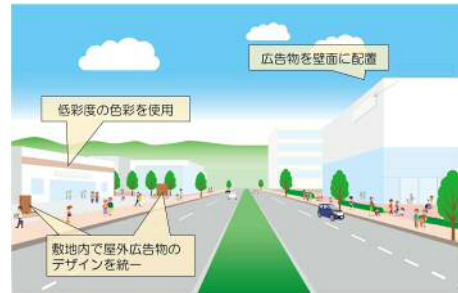 広告物を壁面に配置
低彩度の色彩を使用
敷地内で屋外広告物の
デザインを統一